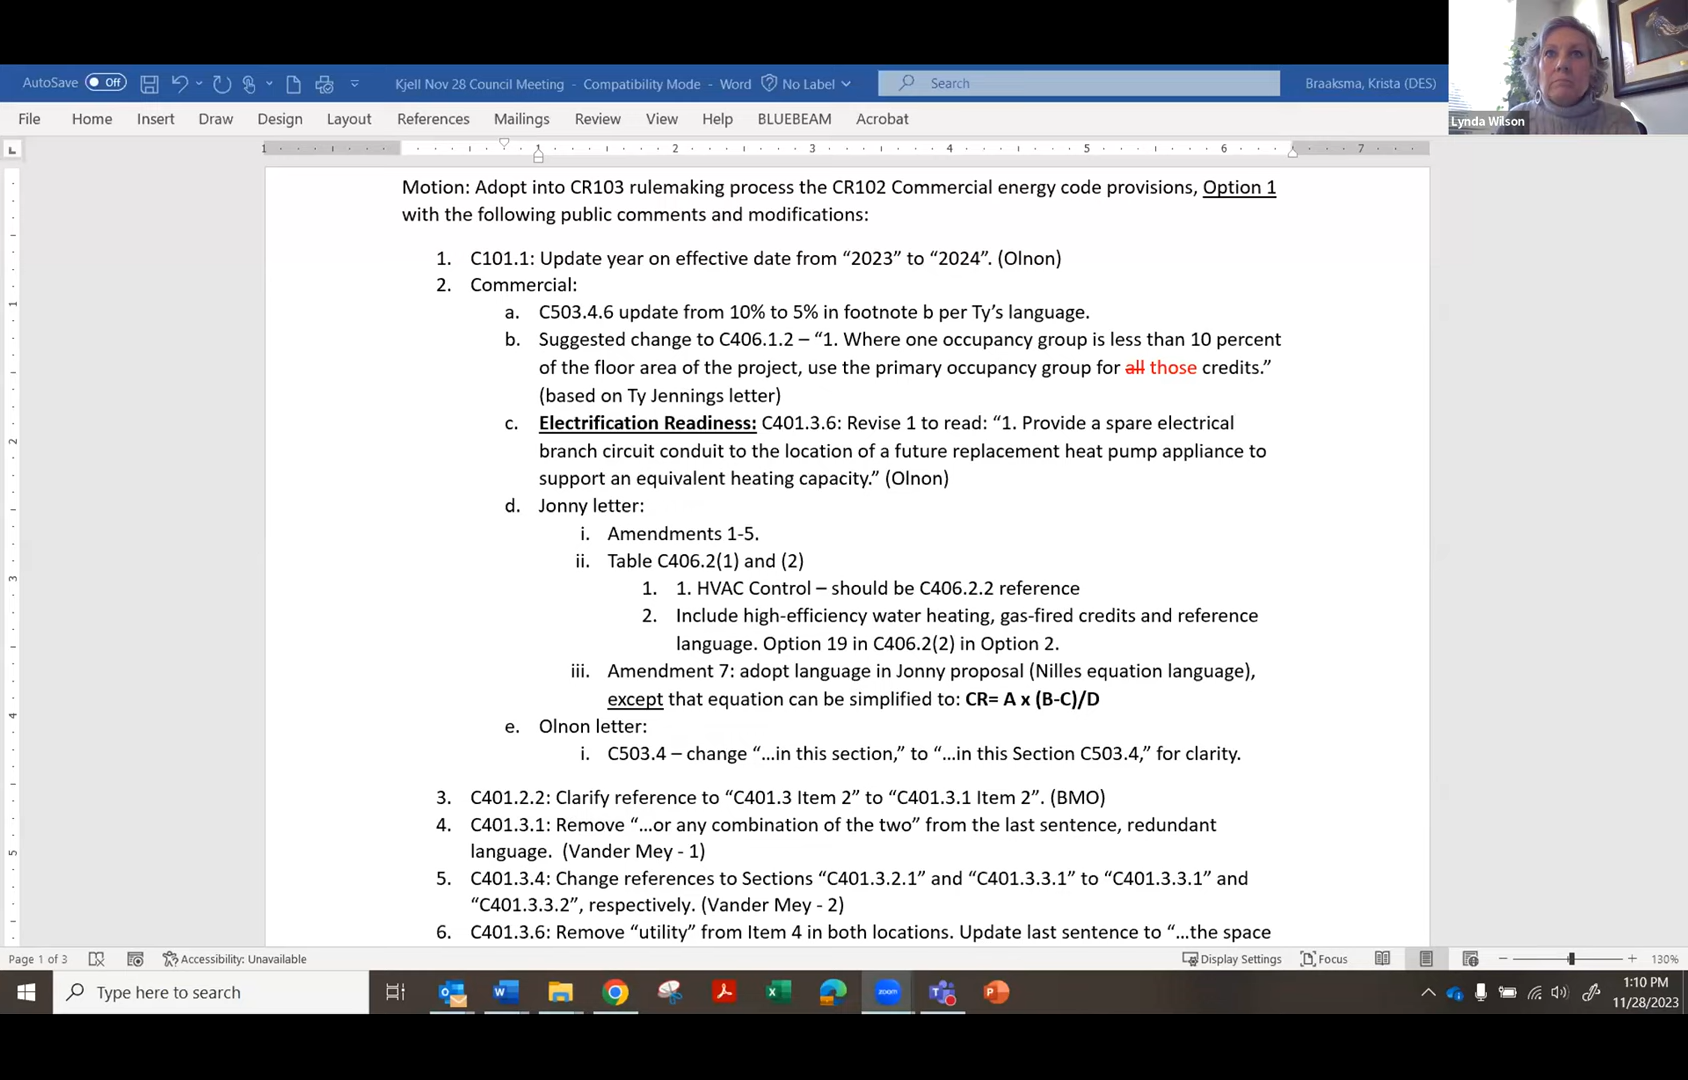 AutoSave Off
Kjell Nov 28 Council Meeting - Compatibility Mode - Word No Label
Search
Braaksma, Krista (DES)
Lynda Wilson
File Home Insert Draw Design Layout References Mailings Review View Help BLUEBEAM Acrobat
1 1 2 3 4 5 6 7
Motion: Adopt into CR103 rulemaking process the CR102 Commercial energy code provisions, Option 1
with the following public comments and modifications:
1. C101.1: Update year on effective date from “2023” to “2024”. (Olnon)
2. Commercial:
a. C503.4.6 update from 10% to 5% in footnote b per Ty’s language.
b. Suggested change to C406.1.2 – “1. Where one occupancy group is less than 10 percent
of the floor area of the project, use the primary occupancy group for all those credits.”
(based on Ty Jennings letter)
c. Electrification Readiness: C401.3.6: Revise 1 to read: “1. Provide a spare electrical
branch circuit conduit to the location of a future replacement heat pump appliance to
support an equivalent heating capacity.” (Olnon)
d. Jonny letter:
i. Amendments 1-5.
ii. Table C406.2(1) and (2)
1. 1. HVAC Control – should be C406.2.2 reference
2. Include high-efficiency water heating, gas-fired credits and reference
language. Option 19 in C406.2(2) in Option 2.
iii. Amendment 7: adopt language in Jonny proposal (Nilles equation language),
except that equation can be simplified to: CR= A x (B-C)/D
e. Olnon letter:
i. C503.4 – change “…in this section,” to “…in this Section C503.4,” for clarity.
3. C401.2.2: Clarify reference to “C401.3 Item 2” to “C401.3.1 Item 2”. (BMO)
4. C401.3.1: Remove “…or any combination of the two” from the last sentence, redundant
language. (Vander Mey - 1)
5. C401.3.4: Change references to Sections “C401.3.2.1” and “C401.3.3.1” to “C401.3.3.1” and
“C401.3.3.2”, respectively. (Vander Mey - 2)
6. C401.3.6: Remove “utility” from Item 4 in both locations. Update last sentence to “…the space
1
2
3
4
5
Page 1 of 3 Accessibility: Unavailable Display Settings Focus 130%
Type here to search
zoom
1:10 PM
11/28/2023